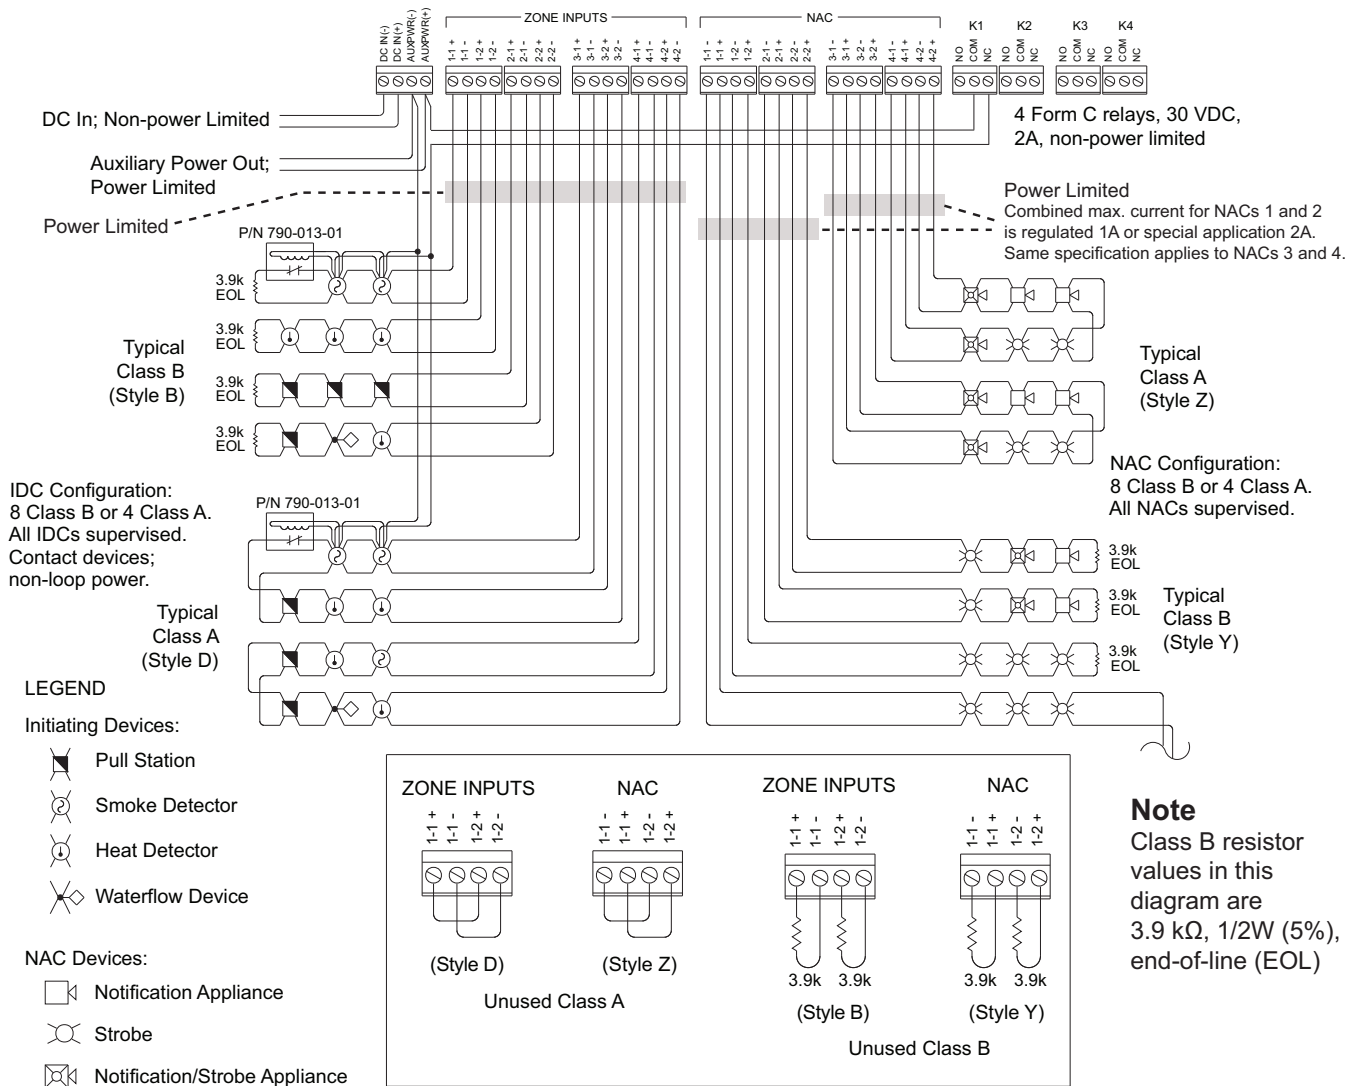 ZONE INPUTS
NAC
K1 K2 K3 K4
DC IN(-)
DC IN(+)
AUXPWR(-)
AUXPWR(+)
1-1 +
1-1 -
1-2 +
1-2 -
2-1 +
2-1 -
2-2 +
2-2 -
3-1 +
3-1 -
3-2 +
3-2 -
4-1 +
4-1 -
4-2 +
4-2 -
1-1 -
1-1 +
1-2 -
1-2 +
2-1 -
2-1 +
2-2 -
2-2 +
3-1 -
3-1 +
3-2 -
3-2 +
4-1 -
4-1 +
4-2 -
4-2 +
NO
COM
NC
NO
COM
NC
NO
COM
NC
NO
COM
NC
DC In; Non-power Limited
Auxiliary Power Out;
Power Limited
Power Limited
4 Form C relays, 30 VDC,
2A, non-power limited
Power Limited
Combined max. current for NACs 1 and 2
is regulated 1A or special application 2A.
Same specification applies to NACs 3 and 4.
P/N 790-013-01
3.9k
EOL
3.9k
EOL
3.9k
EOL
3.9k
EOL
Typical
Class B
(Style B)
Typical
Class A
(Style Z)
NAC Configuration:
8 Class B or 4 Class A.
All NACs supervised.
IDC Configuration:
8 Class B or 4 Class A.
All IDCs supervised.
Contact devices;
non-loop power.
P/N 790-013-01
Typical
Class A
(Style D)
3.9k
EOL
3.9k
EOL
3.9k
EOL
Typical
Class B
(Style Y)
LEGEND
Initiating Devices:
Pull Station
Smoke Detector
Heat Detector
Waterflow Device
NAC Devices:
Notification Appliance
Strobe
Notification/Strobe Appliance
ZONE INPUTS
1-1 +
1-1 -
1-2 +
1-2 -
(Style D)
NAC
1-1 -
1-1 +
1-2 -
1-2 +
(Style Z)
Unused Class A
ZONE INPUTS
1-1 +
1-1 -
1-2 +
1-2 -
3.9k 3.9k
(Style B)
NAC
1-1 -
1-1 +
1-2 -
1-2 +
3.9k 3.9k
(Style Y)
Unused Class B
Note
Class B resistor
values in this
diagram are
3.9 kΩ, 1/2W (5%),
end-of-line (EOL)